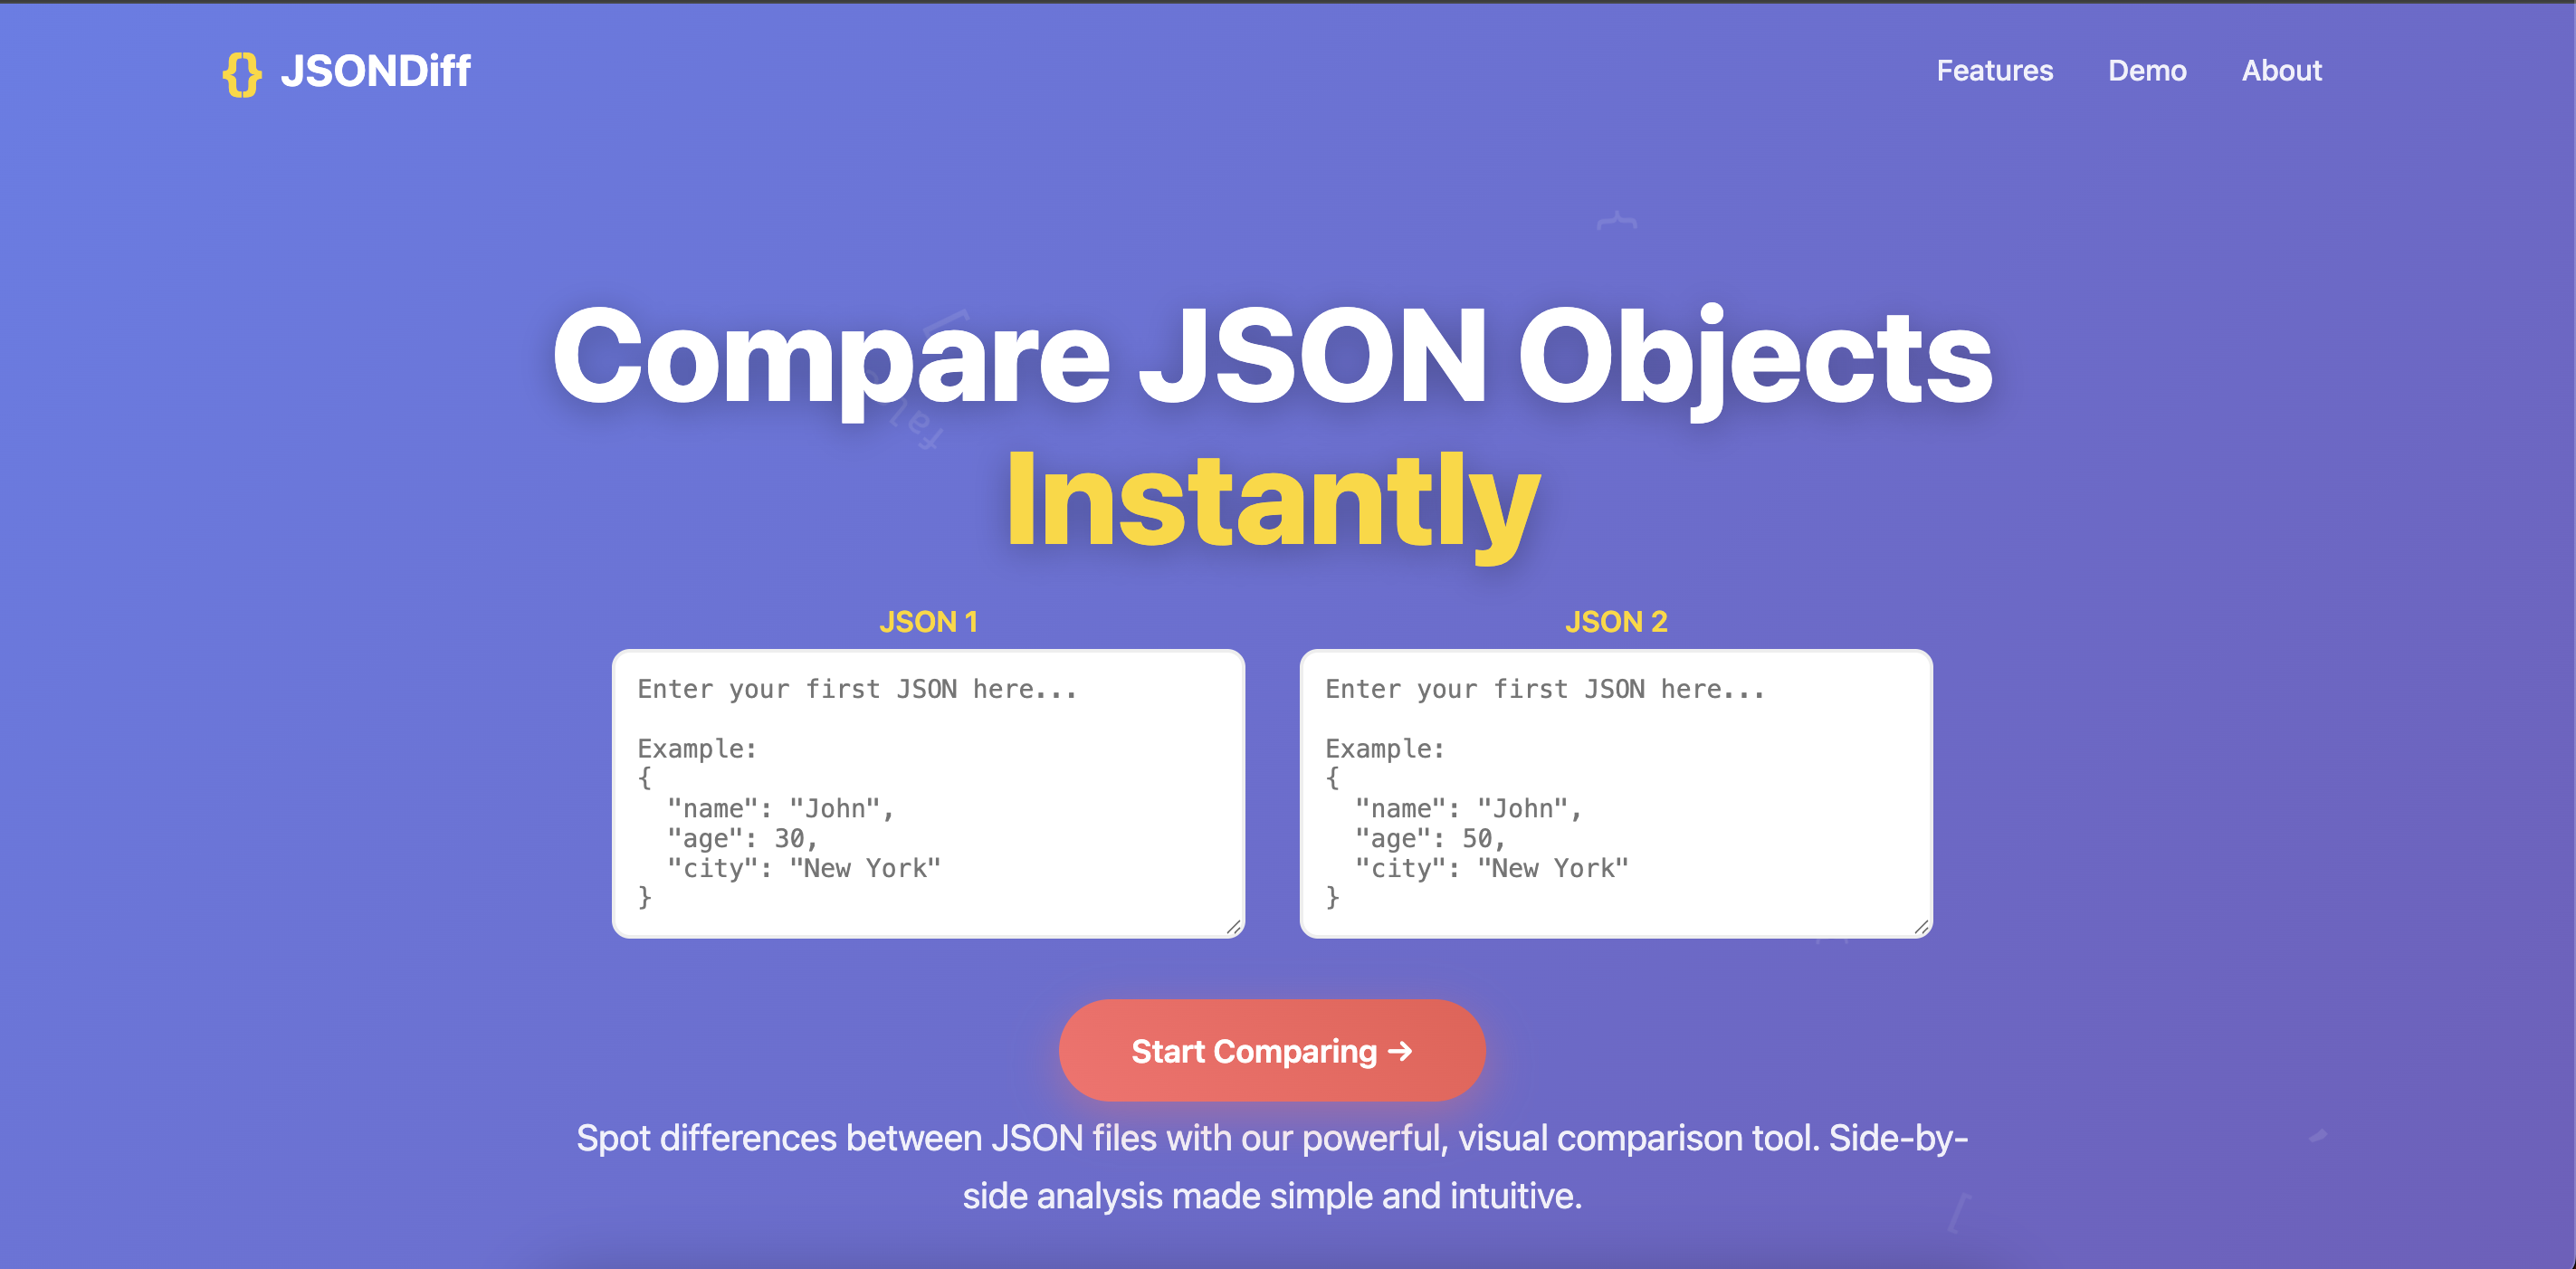 {} JSONDiff
Features
Demo
About
{
[
Compare JSON Objects
Instantly
JSON 1
Enter your first JSON here...
Example:
{
"name": "John",
"age": 30,
"city": "New York"
}
JSON 2
Enter your first JSON here...
Example:
{
"name": "John",
"age": 50,
"city": "New York"
}
Start Comparing →
Spot differences between JSON files with our powerful, visual comparison tool. Side-by-
side analysis made simple and intuitive.
,
]